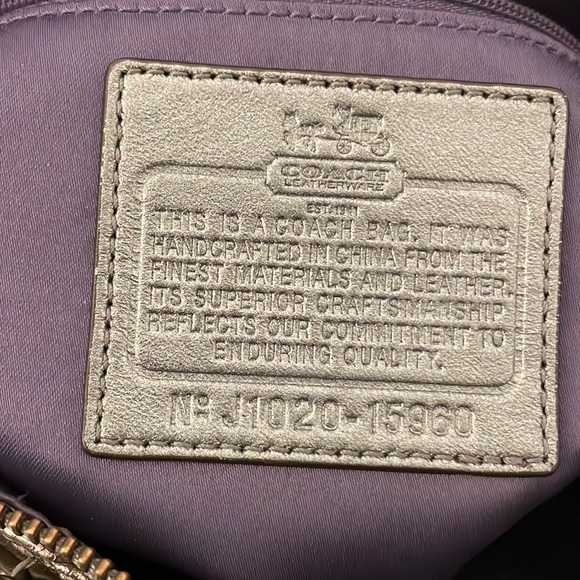 COACH
LEATHERWARE
EST. 1941
THIS IS A COACH BAG. IT WAS
HANDCRAFTED IN CHINA FROM THE
FINEST MATERIALS AND LEATHER.
ITS SUPERIOR CRAFTSMANSHIP
REFLECTS OUR COMMITMENT TO
ENDURING QUALITY.
Nº J1020-15960